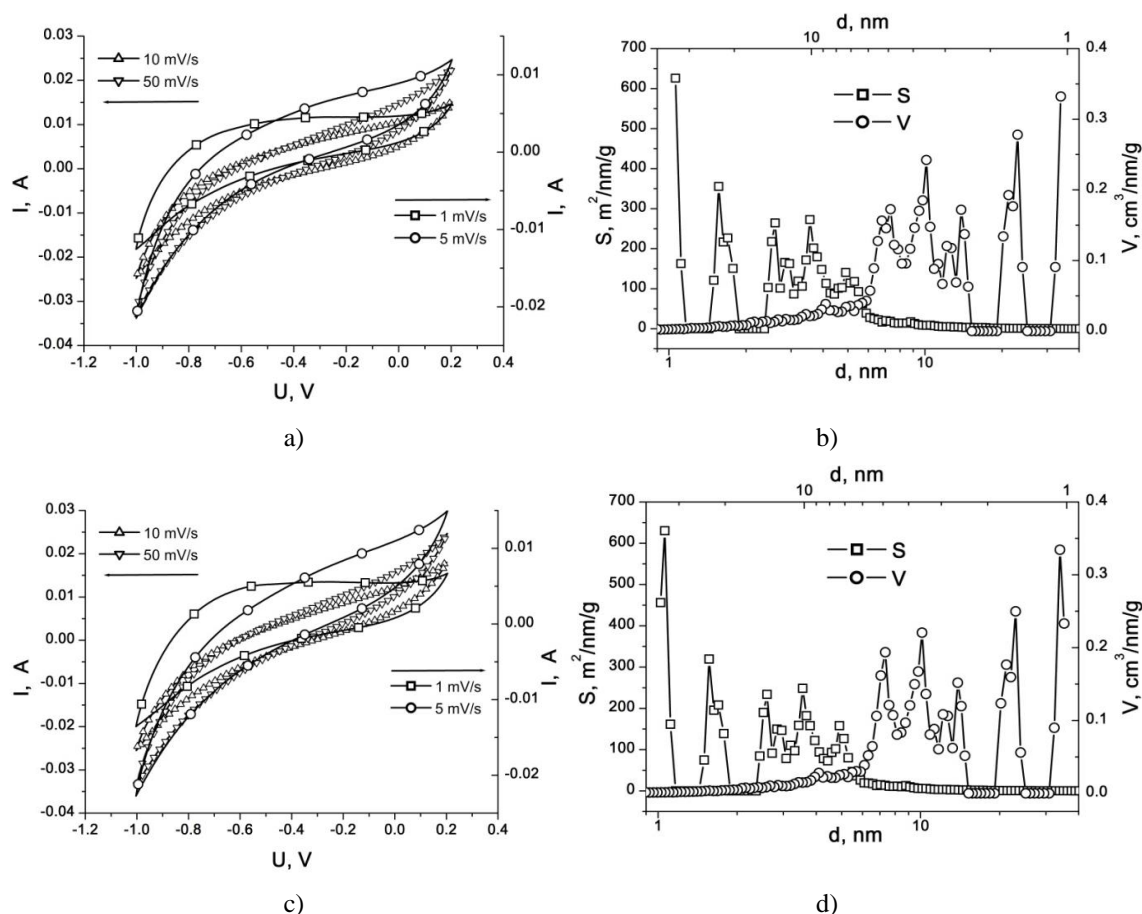 0.03
0.02
0.01
0.00
-0.01
-0.02
-0.03
-0.04
I, A
10 mV/s
50 mV/s
1 mV/s
5 mV/s
0.01
0.00
-0.01
-0.02
I, A
-1.2 -1.0 -0.8 -0.6 -0.4 -0.2 0.0 0.2 0.4
U, V
a)
d, nm
10 1
700
600
500
400
300
200
100
0
S, m²/nm/g
S
V
0.4
0.3
0.2
0.1
0.0
V, cm³/nm/g
1 10
d, nm
b)
0.03
0.02
0.01
0.00
-0.01
-0.02
-0.03
-0.04
I, A
10 mV/s
50 mV/s
1 mV/s
5 mV/s
0.01
0.00
-0.01
-0.02
I, A
-1.2 -1.0 -0.8 -0.6 -0.4 -0.2 0.0 0.2 0.4
U, V
c)
d, nm
10 1
700
600
500
400
300
200
100
0
S, m²/nm/g
S
V
0.4
0.3
0.2
0.1
0.0
V, cm³/nm/g
1 10
d, nm
d)